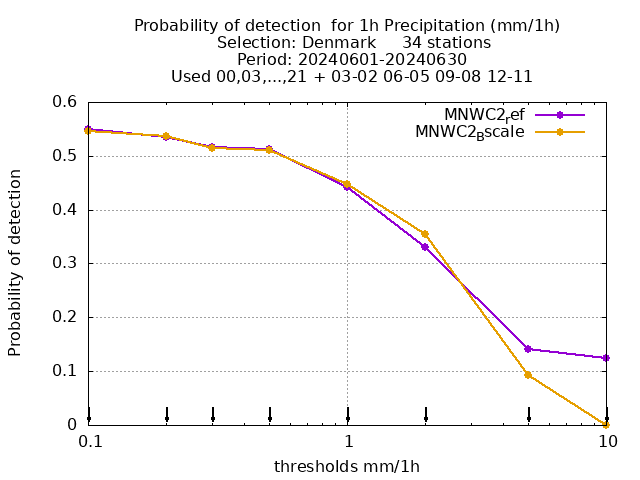 Probability of detection  for 1h Precipitation (mm/1h)
Selection: Denmark     34 stations
Period: 20240601-20240630
Used 00,03,...,21 + 03-02 06-05 09-08 12-11
MNWC2_ref
MNWC2_Bscale
0.6
0.5
0.4
0.3
0.2
0.1
0
Probability of detection
0.1
1
10
thresholds mm/1h